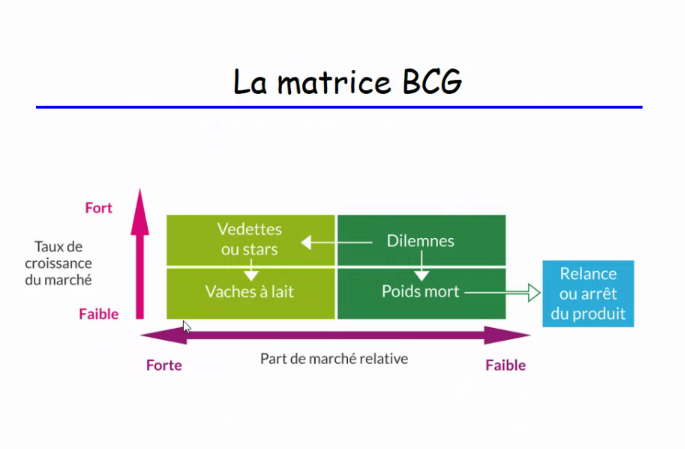 La matrice BCG
Fort
Taux de
croissance
du marché
Faible
Vedettes
ou stars
Dilemnes
Vaches à lait
Poids mort
Relance
ou arrêt
du produit
Forte
Part de marché relative
Faible